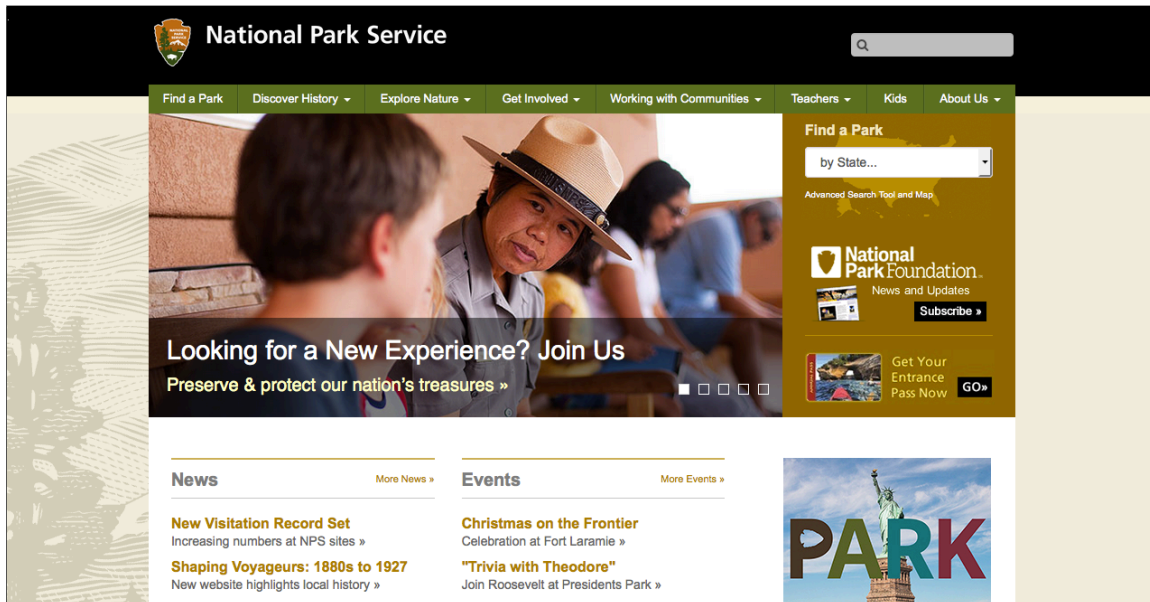 National Park Service
Find a Park
Discover History
Explore Nature
Get Involved
Working with Communities
Teachers
Kids
About Us
Looking for a New Experience? Join Us
Preserve & protect our nation's treasures »
Find a Park
by State...
Advanced Search Tool and Map
National
Park Foundation
News and Updates
Subscribe »
Get Your
Entrance
Pass Now
GO»
News
More News »
New Visitation Record Set
Increasing numbers at NPS sites »
Shaping Voyageurs: 1880s to 1927
New website highlights local history »
Events
More Events »
Christmas on the Frontier
Celebration at Fort Laramie »
"Trivia with Theodore"
Join Roosevelt at Presidents Park »
PARK